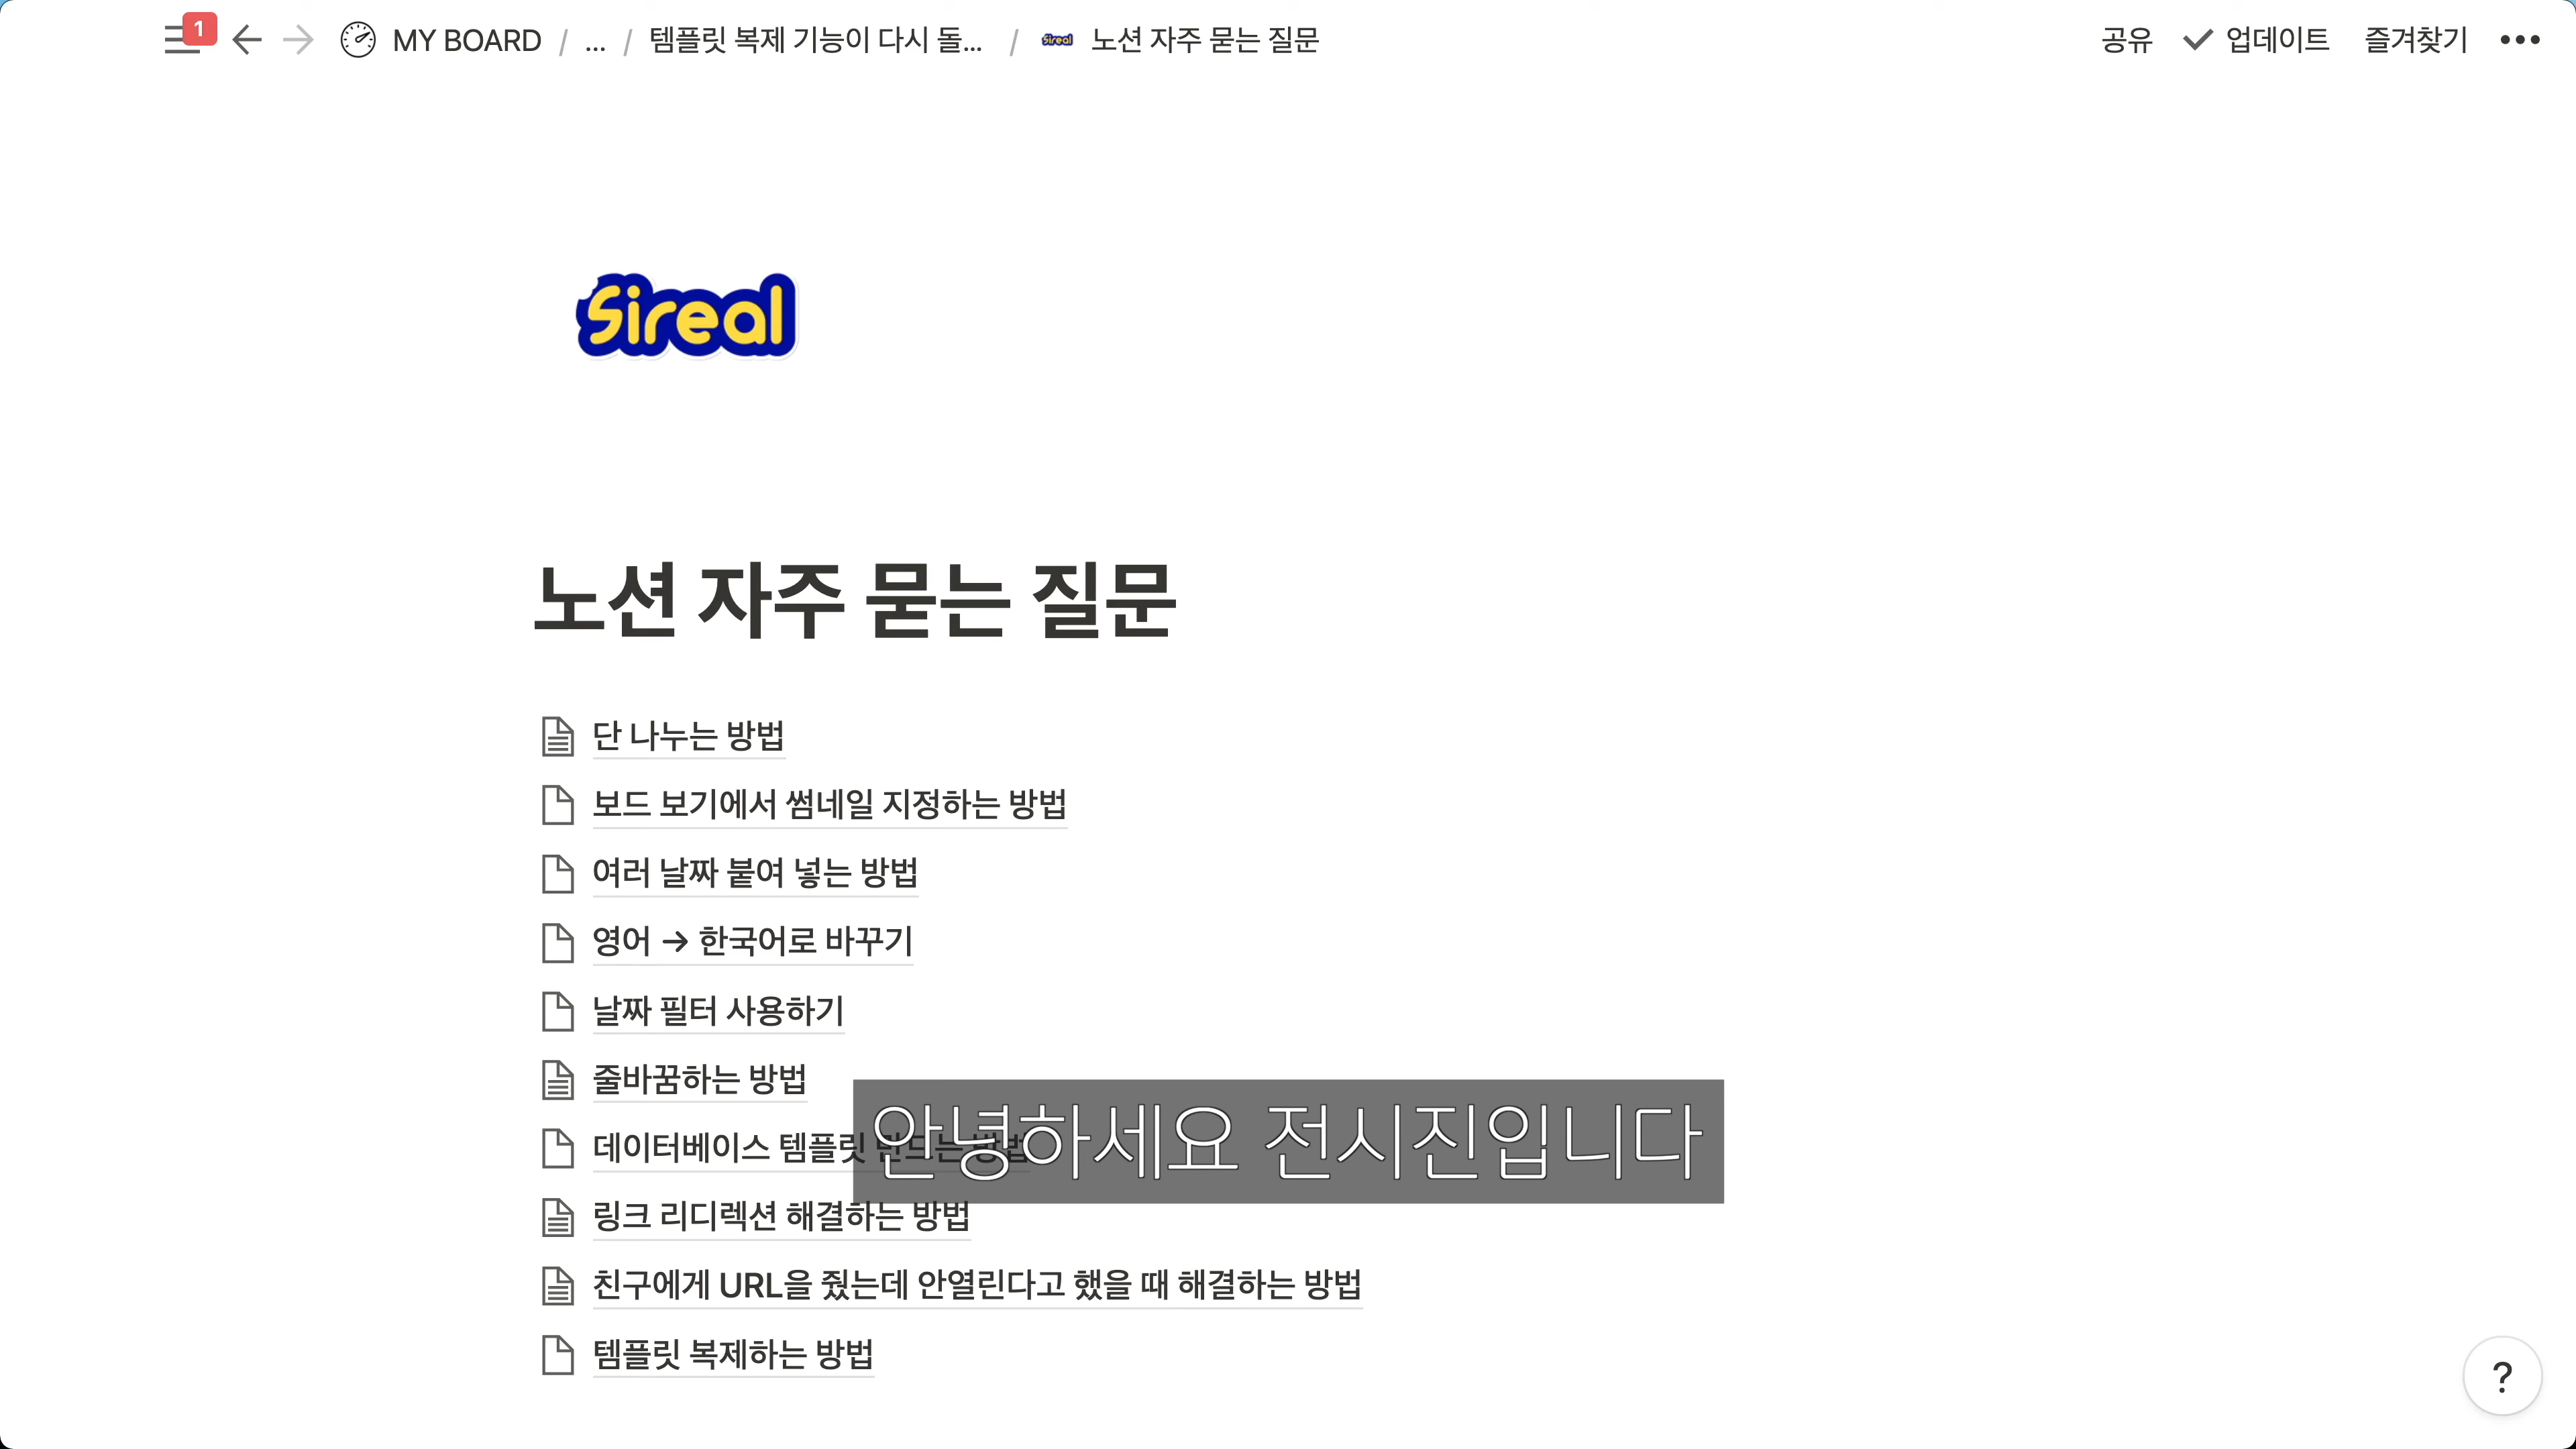 1
MY BOARD / ... / 템플릿 복제 기능이 다시 돌... / Sireal 노션 자주 묻는 질문
공유 업데이트 즐겨찾기
Sireal
노션 자주 묻는 질문
단 나누는 방법
보드 보기에서 썸네일 지정하는 방법
여러 날짜 붙여 넣는 방법
영어 → 한국어로 바꾸기
날짜 필터 사용하기
줄바꿈하는 방법
데이터베이스 템플릿 만드는 방법
안녕하세요 전시진입니다
링크 리디렉션 해결하는 방법
친구에게 URL을 줬는데 안열린다고 했을 때 해결하는 방법
템플릿 복제하는 방법
?